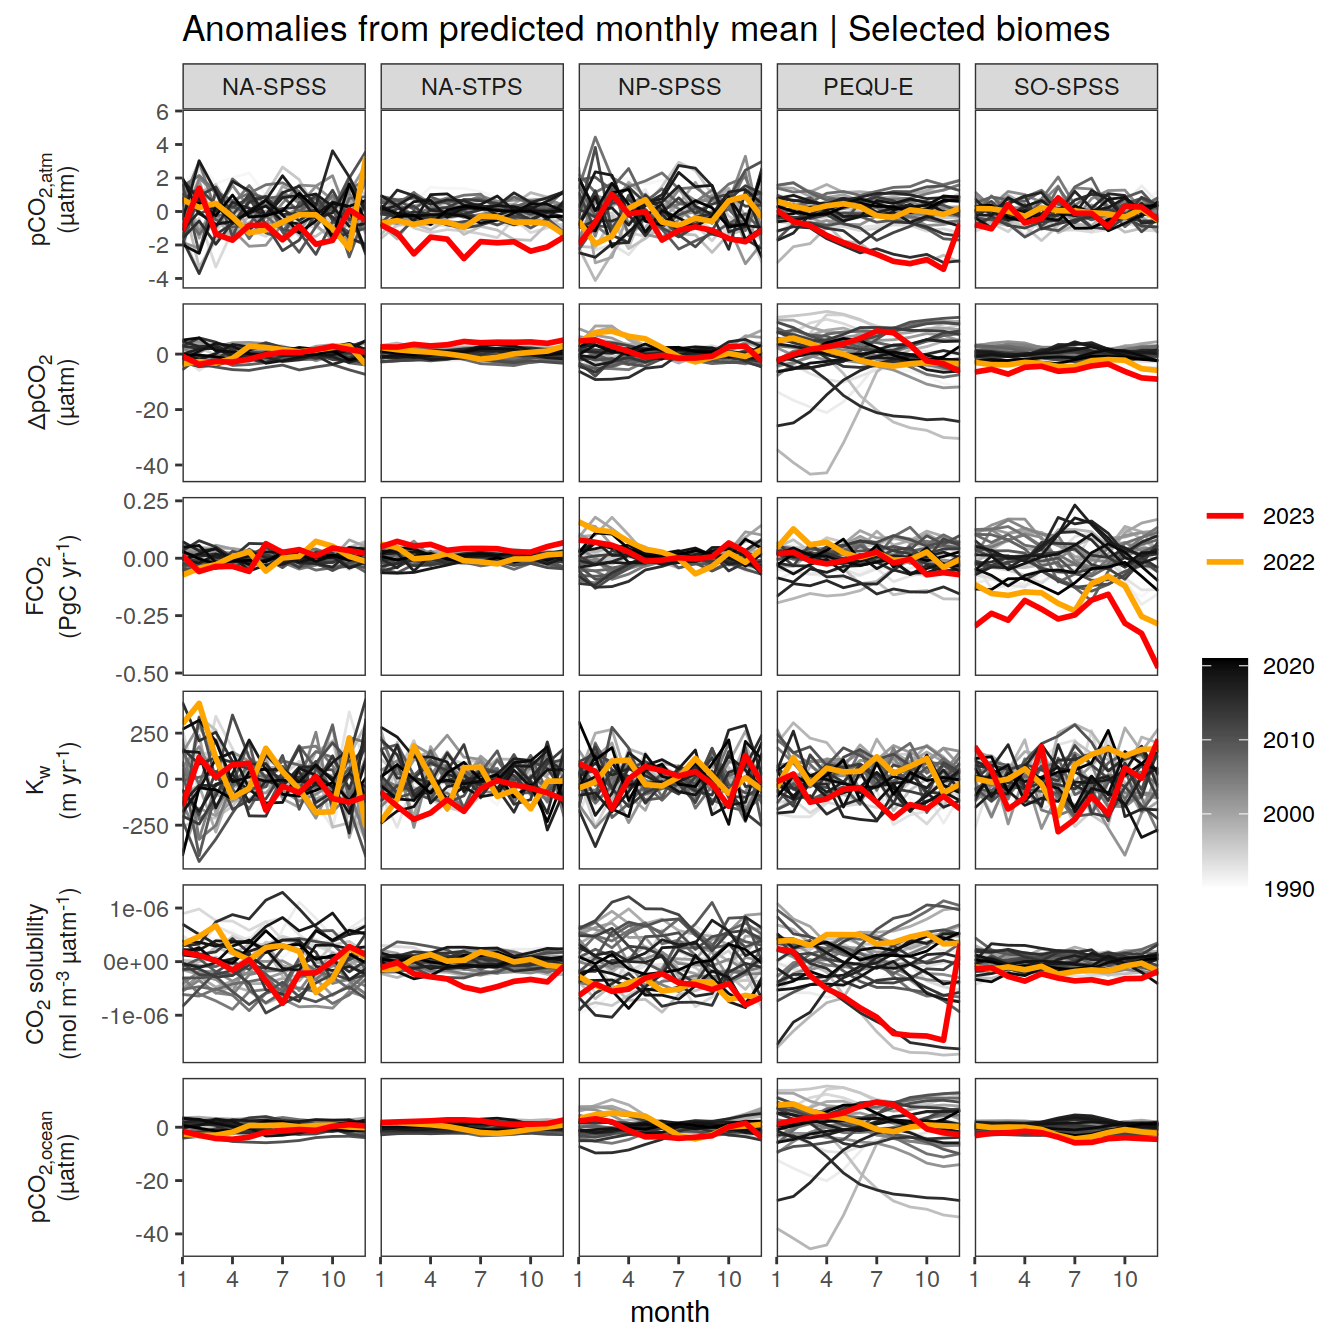 Anomalies from predicted monthly mean | Selected biomes
NA-SPSS NA-STPS NP-SPSS PEQU-E SO-SPSS
pCO2,atm
(µatm)
6
4
2
0
-2
-4
ΔpCO2
(µatm)
0
-20
-40
FCO2
(PgC yr-1)
0.25
0.00
-0.25
-0.50
Kw
(m yr-1)
250
0
-250
CO2 solubility
(mol m-3 µatm-1)
1e-06
0e+00
-1e-06
pCO2,ocean
(µatm)
0
-20
-40
1 4 7 10 1 4 7 10 1 4 7 10 1 4 7 10 1 4 7 10
month
2023
2022
2020
2010
2000
1990